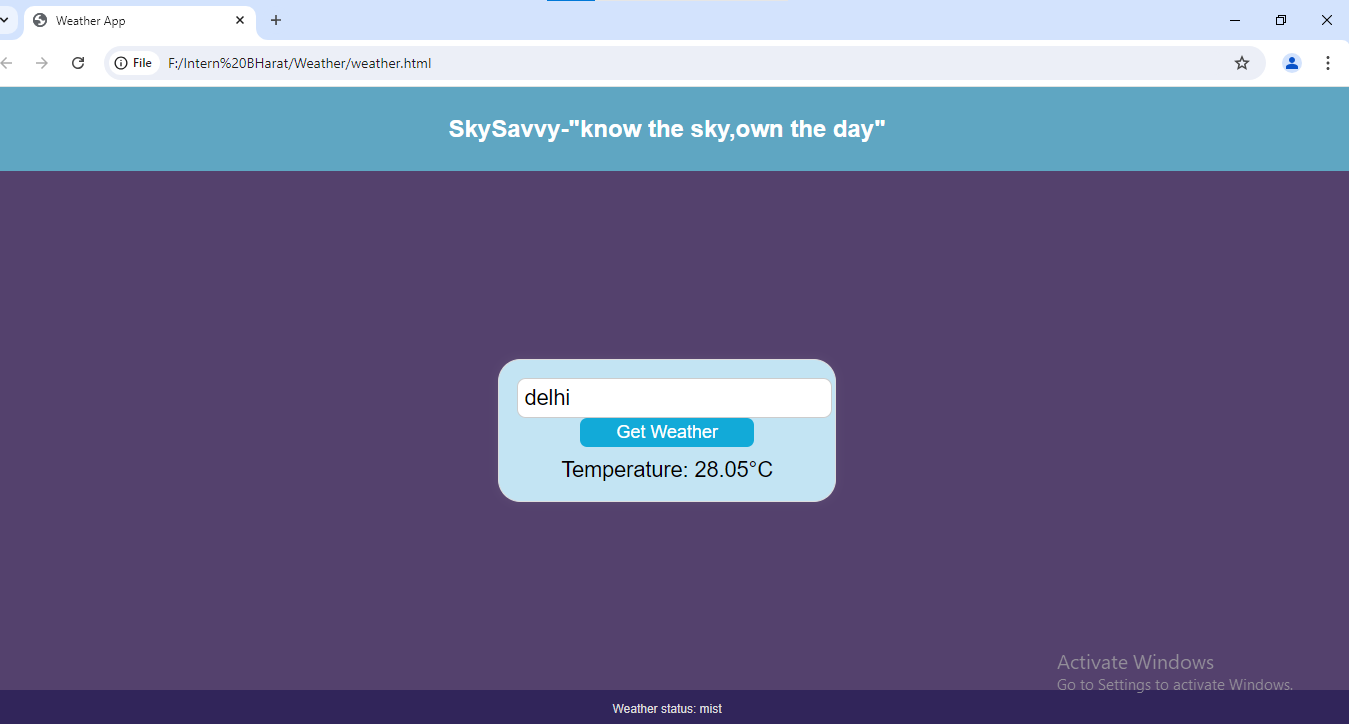 Weather App
File F:/Intern%20BHarat/Weather/weather.html
SkySavvy-"know the sky,own the day"
delhi
Get Weather
Temperature: 28.05°C
Activate Windows
Go to Settings to activate Windows.
Weather status: mist